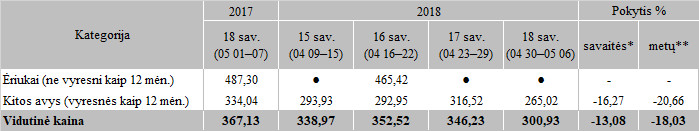 Kategorija 2017 2018 Pokytis %
18 sav. (05 01–07) 15 sav. (04 09–15) 16 sav. (04 16–22) 17 sav. (04 23–29) 18 sav. (04 30–05 06) savaitės* metų**
Ėriukai (ne vyresni kaip 12 mėn.) 487,30 ● 465,42 ● ● - -
Kitos avys (vyresnės kaip 12 mėn.) 334,04 293,93 292,95 316,52 265,02 -16,27 -20,66
Vidutinė kaina 367,13 338,97 352,52 346,23 300,93 -13,08 -18,03